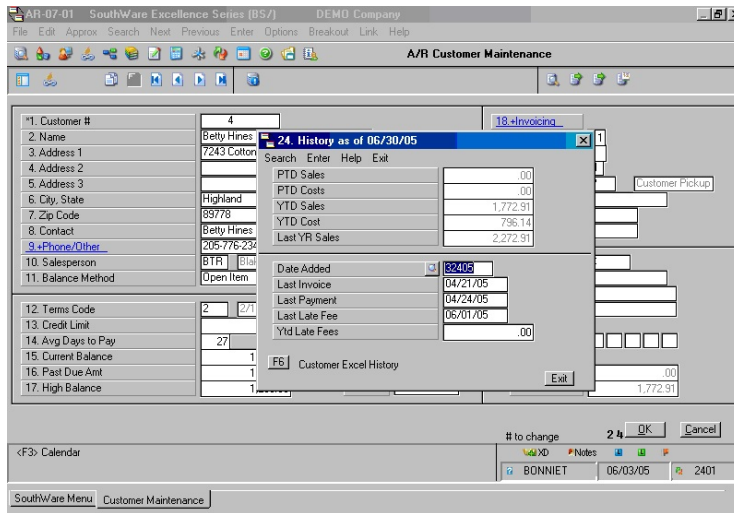 AR-07-01 SouthWare Excellence Series (BS/) DEMO Company
File Edit Approx Search Next Previous Enter Options Breakout Link Help
A/R Customer Maintenance
*1. Customer # 4 18.+Invoicing
2. Name Betty Hines 1
3. Address 1 7243 Cotton
4. Address 2
5. Address 3 Customer Pickup
6. City, State Highland
7. Zip Code 89778
8. Contact Betty Hines
9.+Phone/Other 205-776-234
10. Salesperson BTR
11. Balance Method Open Item
12. Terms Code 2 2/1
13. Credit Limit
14. Avg Days to Pay 27
15. Current Balance 1
16. Past Due Amt 1 .00
17. High Balance 1,772.91
24. History as of 06/30/05
Search Enter Help Exit
PTD Sales .00
PTD Costs .00
YTD Sales 1,772.91
YTD Cost 796.14
Last YR Sales 2,272.91
Date Added 32405
Last Invoice 04/21/05
Last Payment 04/24/05
Last Late Fee 06/01/05
Ytd Late Fees .00
F6 Customer Excel History
Exit
# to change 24 OK Cancel
<F3> Calendar XD Notes
BONNIET 06/03/05 2401
SouthWare Menu Customer Maintenance